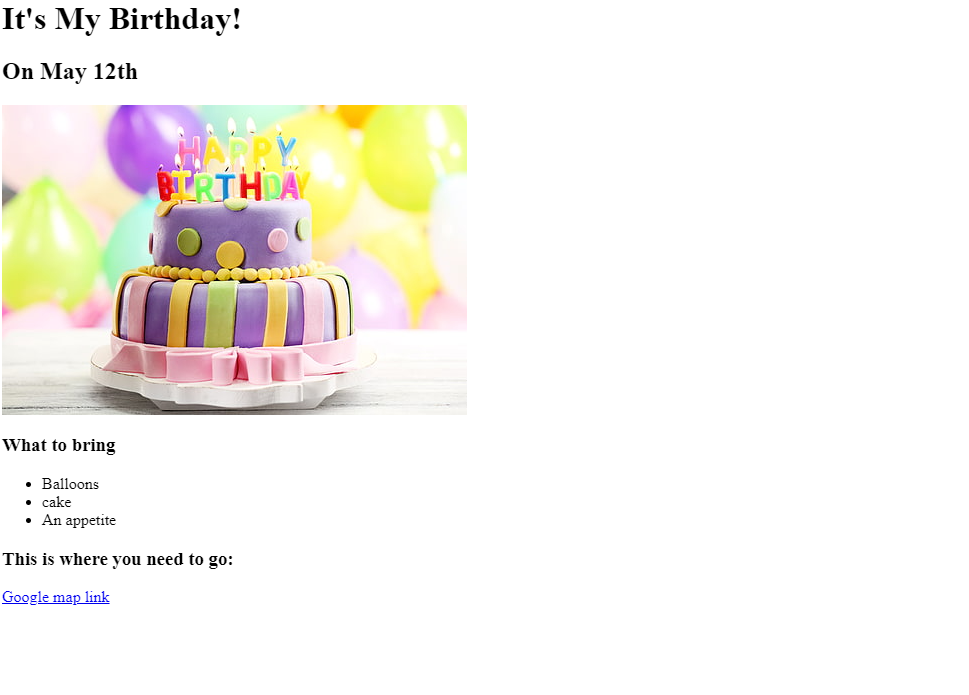 It's My Birthday!
On May 12th
HAPPY
BIRTHDAY
What to bring
Balloons
cake
An appetite
This is where you need to go:
Google map link